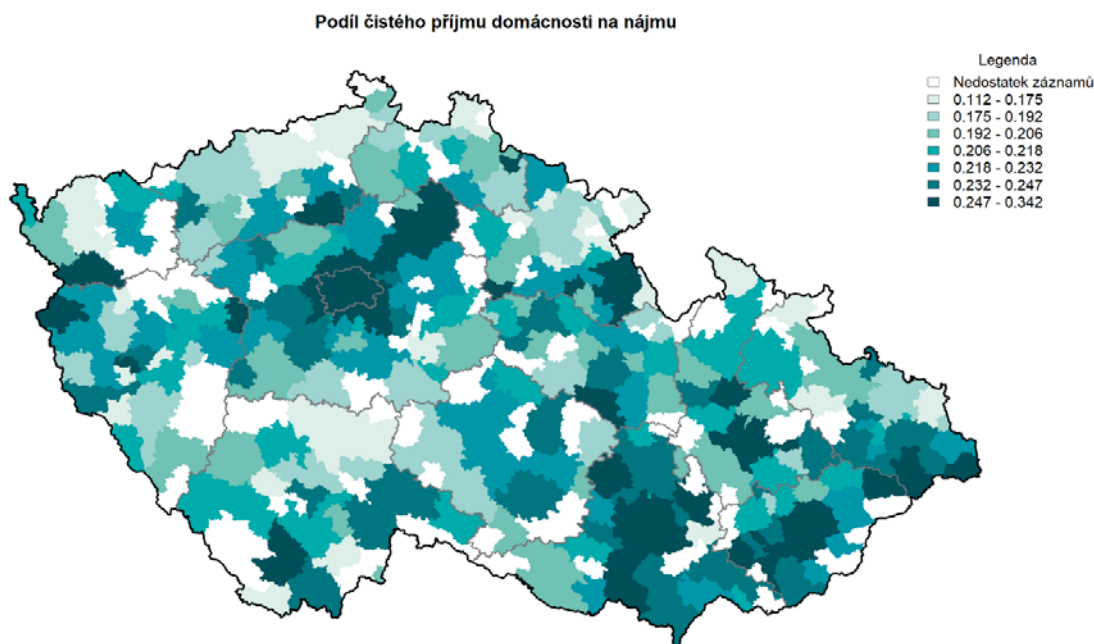 Podíl čistého příjmu domácnosti na nájmu
Legenda
Nedostatek záznamů
0.112 - 0.175
0.175 - 0.192
0.192 - 0.206
0.206 - 0.218
0.218 - 0.232
0.232 - 0.247
0.247 - 0.342